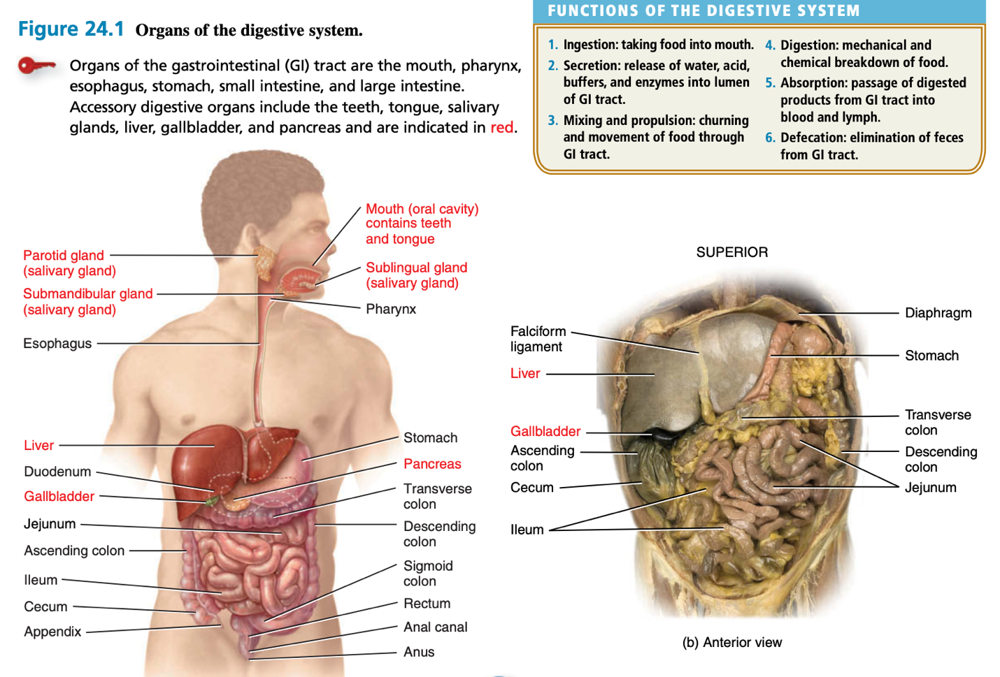 Figure 24.1 Organs of the digestive system.
Organs of the gastrointestinal (GI) tract are the mouth, pharynx,
esophagus, stomach, small intestine, and large intestine.
Accessory digestive organs include the teeth, tongue, salivary
glands, liver, gallbladder, and pancreas and are indicated in red.
FUNCTIONS OF THE DIGESTIVE SYSTEM
1. Ingestion: taking food into mouth.
2. Secretion: release of water, acid,
buffers, and enzymes into lumen
of GI tract.
3. Mixing and propulsion: churning
and movement of food through
GI tract.
4. Digestion: mechanical and
chemical breakdown of food.
5. Absorption: passage of digested
products from GI tract into
blood and lymph.
6. Defecation: elimination of feces
from GI tract.
Parotid gland
(salivary gland)
Submandibular gland
(salivary gland)
Esophagus
Liver
Duodenum
Gallbladder
Jejunum
Ascending colon
Ileum
Cecum
Appendix
Mouth (oral cavity)
contains teeth
and tongue
Sublingual gland
(salivary gland)
Pharynx
Stomach
Pancreas
Transverse
colon
Descending
colon
Sigmoid
colon
Rectum
Anal canal
Anus
SUPERIOR
Falciform
ligament
Liver
Gallbladder
Ascending
colon
Cecum
Ileum
Diaphragm
Stomach
Transverse
colon
Descending
colon
Jejunum
(b) Anterior view